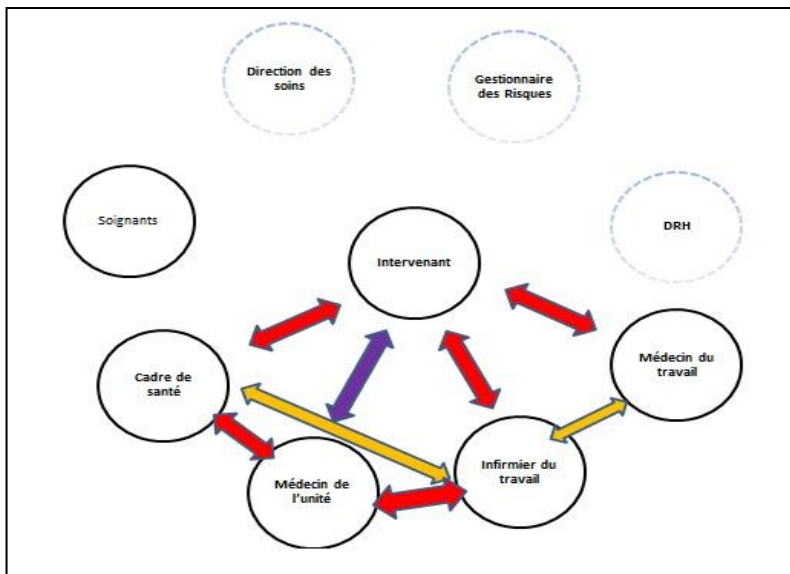 Direction des
soins
Gestionnaire
des Risques
Soignants
DRH
Intervenant
Médecin du
travail
Cadre de
santé
Infirmier du
travail
Médecin de
l'unité